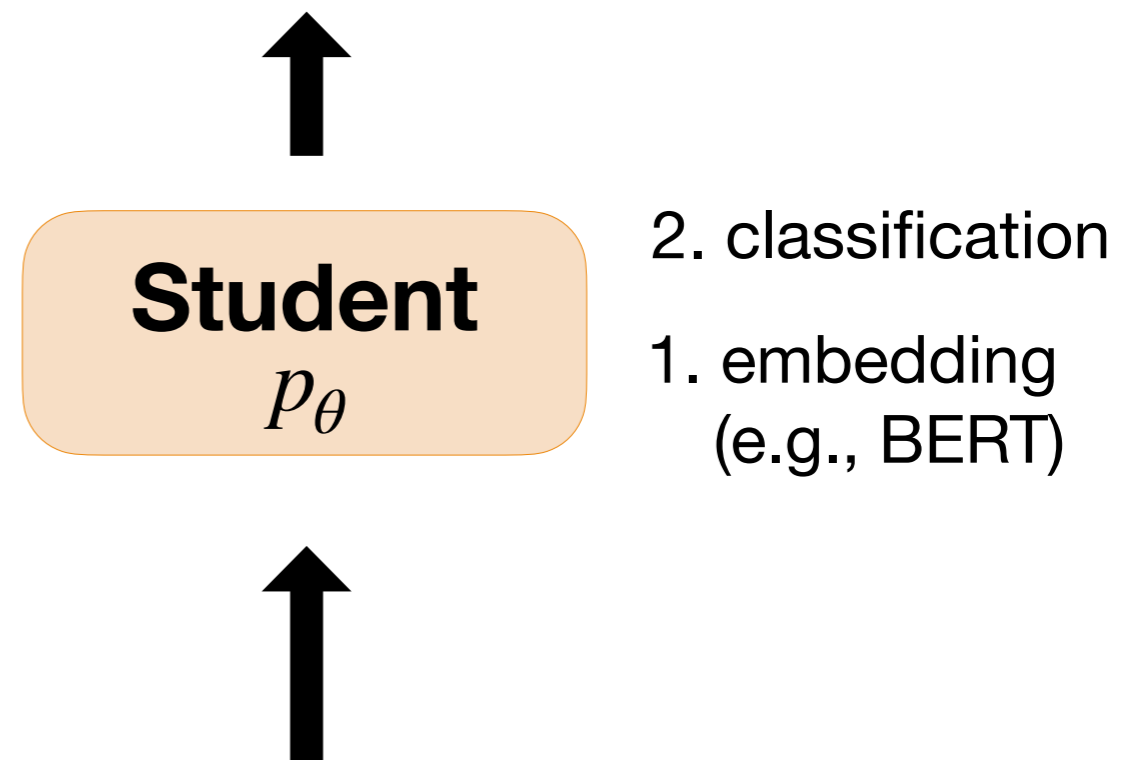 Student
pθ
2. classification
1. embedding
(e.g., BERT)